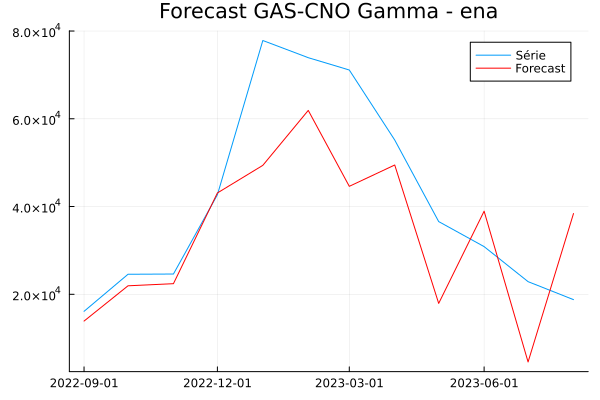 Forecast GAS-CNO Gamma - ena
8.0×10⁴
Série
Forecast
6.0×10⁴
4.0×10⁴
2.0×10⁴
2022-09-01 2022-12-01 2023-03-01 2023-06-01